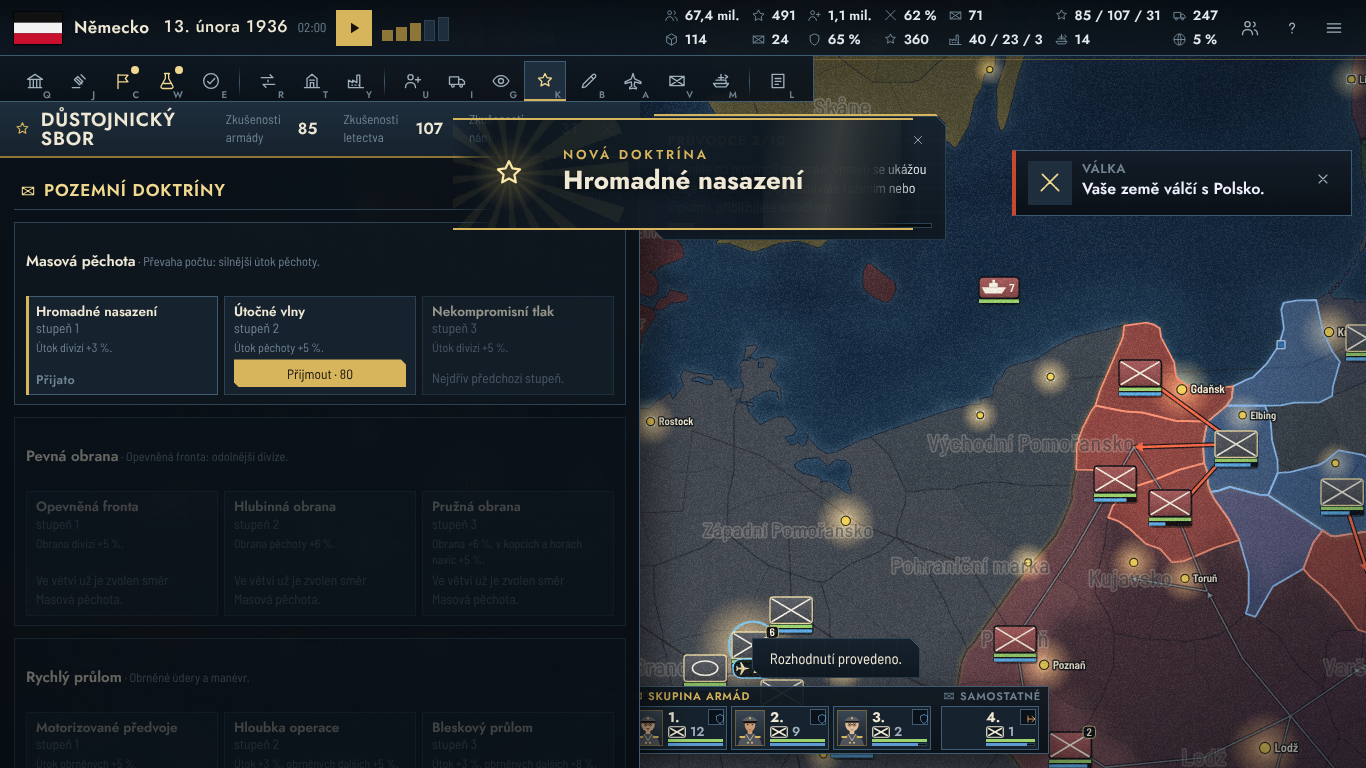 Německo
13. února 1936
02:00
67,4 mil.
491
1,1 mil.
62 %
71
85 / 107 / 31
247
114
24
65 %
360
40 / 23 / 3
14
5 %
Q
J
C
W
E
R
T
Y
U
I
G
K
B
A
V
M
L
DŮSTOJNICKÝ
SBOR
Zkušenosti
armády
85
Zkušenosti
letectva
107
POZEMNÍ DOKTRÍNY
NOVÁ DOKTRÍNA
Hromadné nasazení
se ukážou
nebo
VÁLKA
Vaše země válčí s Polsko.
Masová pěchota · Převaha počtu: silnější útok pěchoty.
Hromadné nasazení
stupeň 1
Útok divizí +3 %.
Přijato
Útočné vlny
stupeň 2
Útok pěchoty +5 %.
Přijmout · 80
Nekompromisní tlak
stupeň 3
Útok divizí +5 %.
Nejdřív předchozí stupeň.
Pevná obrana · Opevněná fronta: odolnější divize.
Opevněná fronta
stupeň 1
Obrana divizí +5 %.
Ve větvi už je zvolen směr
Masová pěchota.
Hlubinná obrana
stupeň 2
Obrana pěchoty +6 %.
Ve větvi už je zvolen směr
Masová pěchota.
Pružná obrana
stupeň 3
Obrana +6 %, v kopcích a horách
navíc +5 %.
Ve větvi už je zvolen směr
Masová pěchota.
Rychlý průlom · Obrněné údery a manévr.
Motorizované předvoje
stupeň 1
Hloubka operace
stupeň 2
Bleskový průlom
stupeň 3
Skåne
7
Gdaňsk
Elbing
Rostock
Východní Pomořansko
Západní Pomořansko
Pohraniční marka
Kujavsko
Toruň
Poznaň
Lodž
Lodž
6
2
Rozhodnutí provedeno.
SKUPINA ARMÁD
SAMOSTATNÉ
1.
12
2.
9
3.
2
4.
1